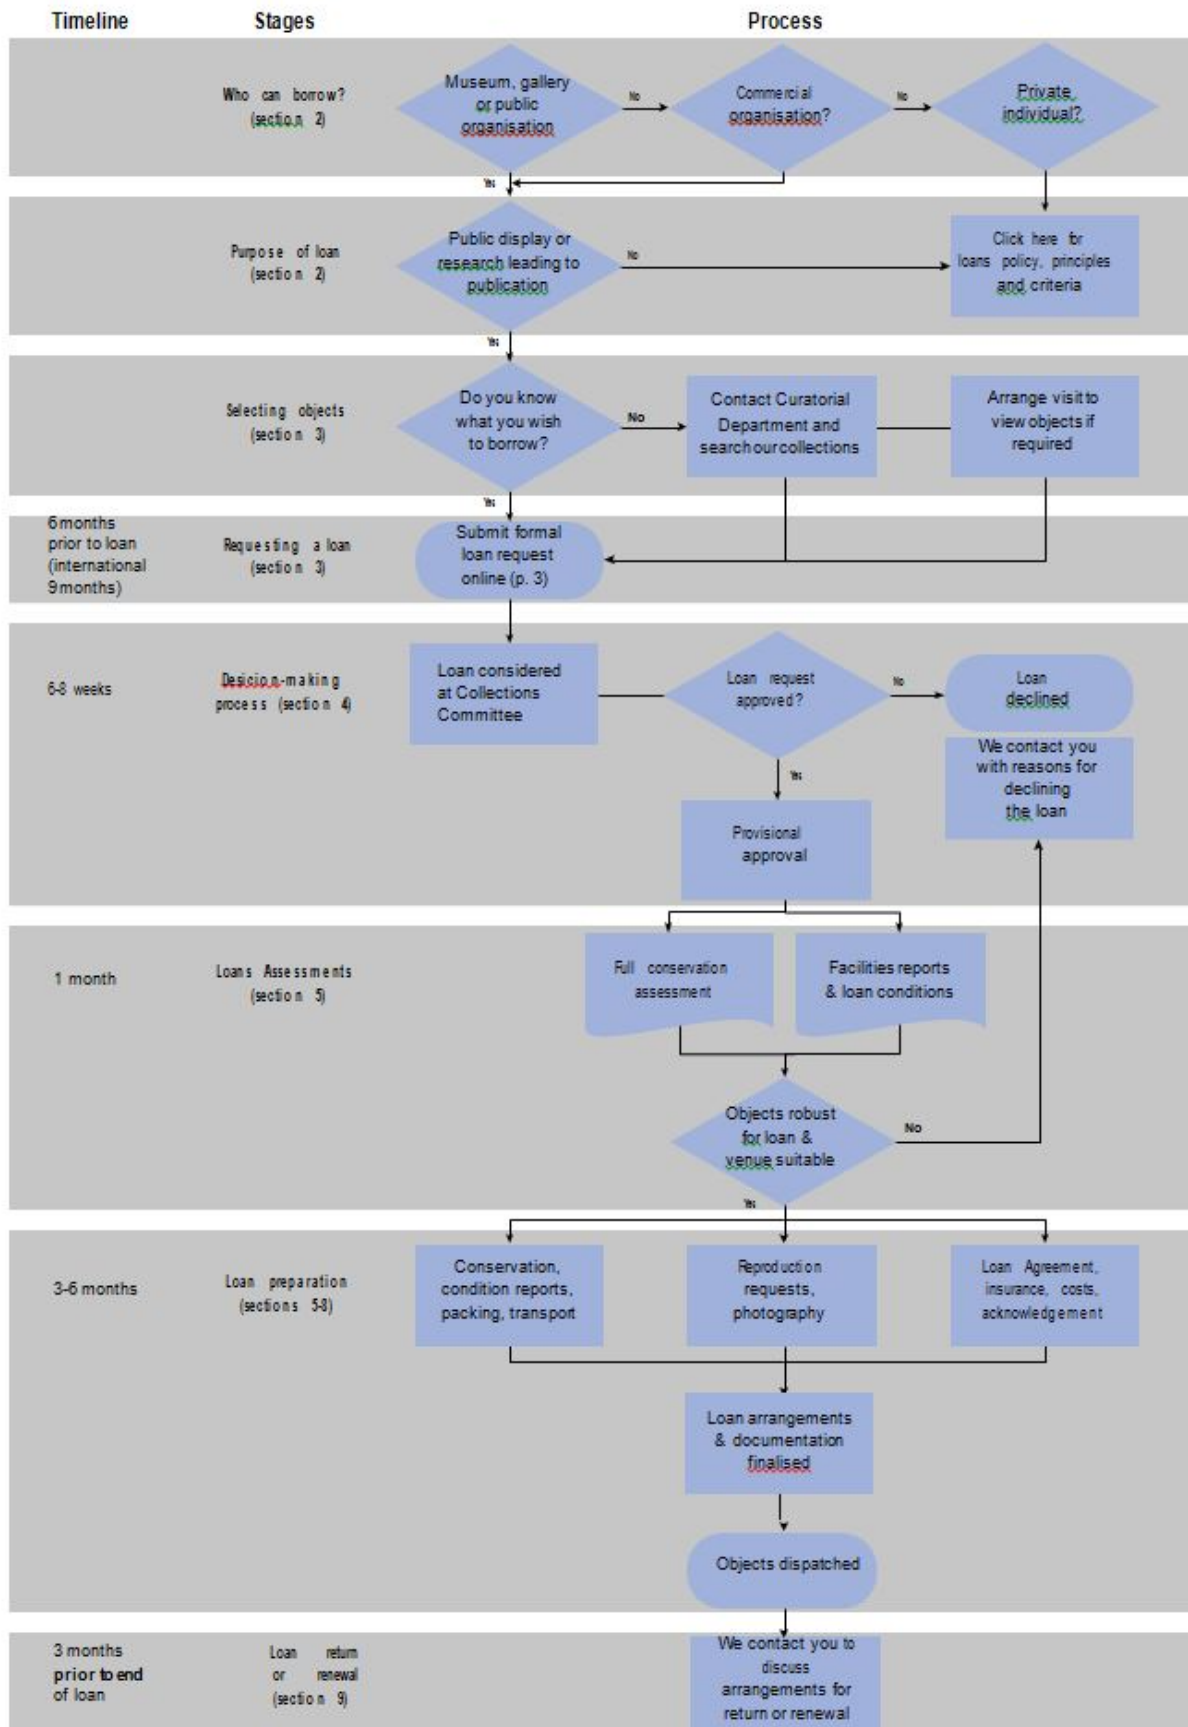 Timeline
Stages
Process
Who can borrow?
(section 2)
Museum, gallery
or public
organisation
No
Commercial
organisation?
No
Private
individual?
Yes
Purpose of loan
(section 2)
Public display or
research leading to
publication
No
Click here for
loans policy, principles
and criteria
Yes
Selecting objects
(section 3)
Do you know
what you wish
to borrow?
No
Contact Curatorial
Department and
search our collections
Arrange visit to
view objects if
required
Yes
6 months
prior to loan
(international
9 months)
Requesting a loan
(section 3)
Submit formal
loan request
online (p. 3)
6-8 weeks
Desicion-making
process (section 4)
Loan considered
at Collections
Committee
Loan request
approved?
No
Loan
declined
We contact you
with reasons for
declining
the loan
Yes
Provisional
approval
1 month
Loans Assessments
(section 5)
Full conservation
assessment
Facilities reports
& loan conditions
Objects robust
for loan &
venue suitable
No
Yes
3-6 months
Loan preparation
(sections 5-8)
Conservation,
condition reports,
packing, transport
Reproduction
requests,
photography
Loan Agreement,
insurance, costs,
acknowledgement
Loan arrangements
& documentation
finalised
Objects dispatched
3 months
prior to end
of loan
Loan return
or renewal
(section 9)
We contact you to
discuss
arrangements for
return or renewal